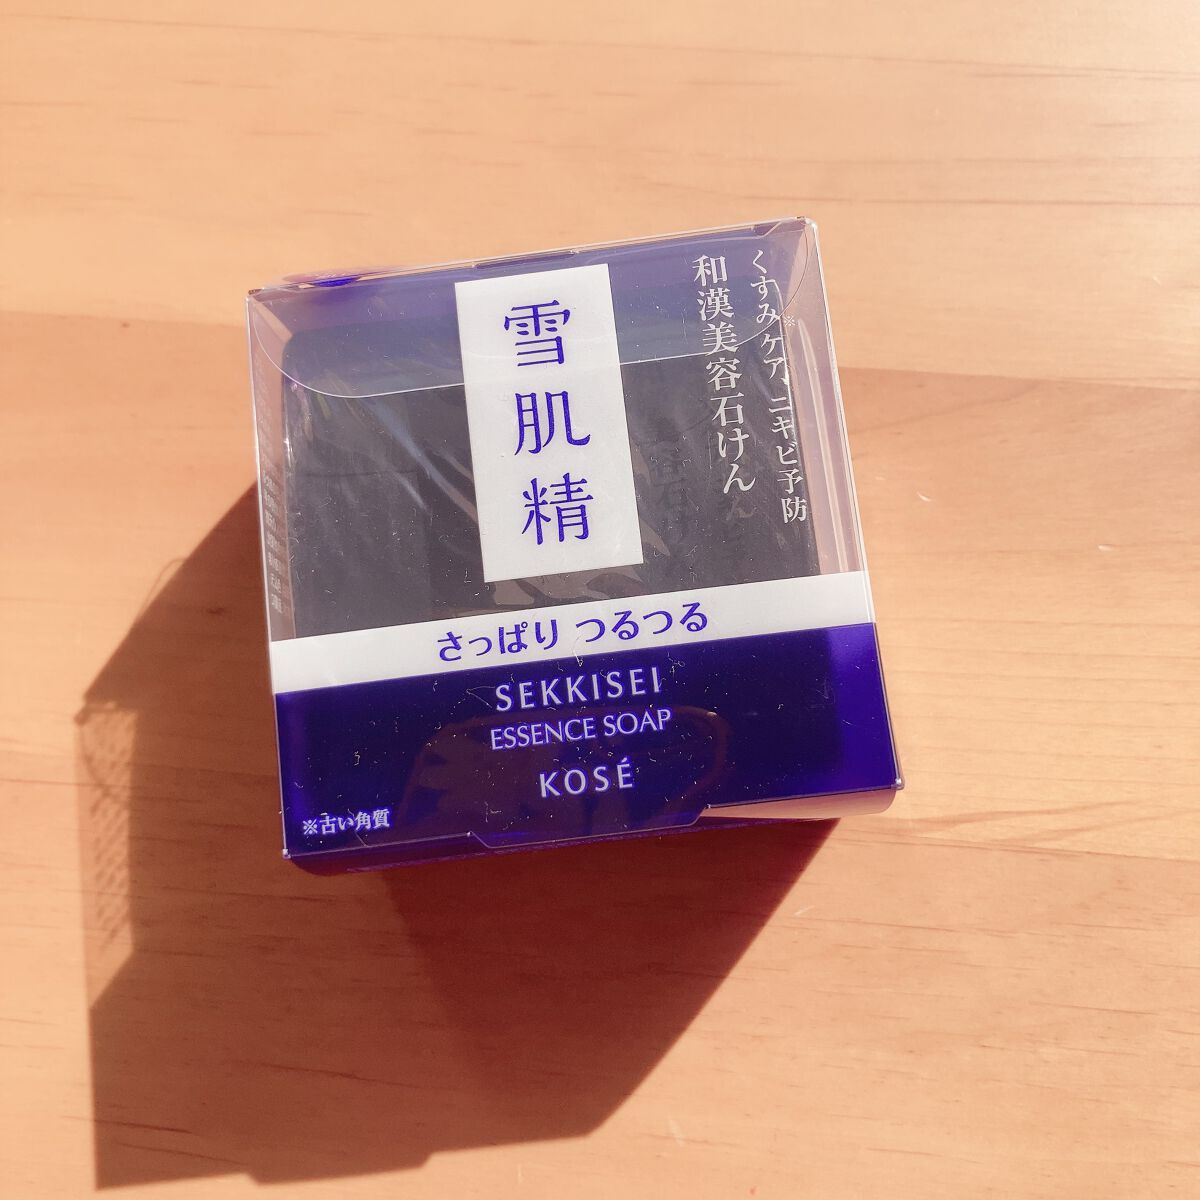 くすみ※ケア、ニキビ予防
和漢美容石けん
雪肌精
さっぱり つるつる
SEKKISEI
ESSENCE SOAP
KOSÉ
※古い角質